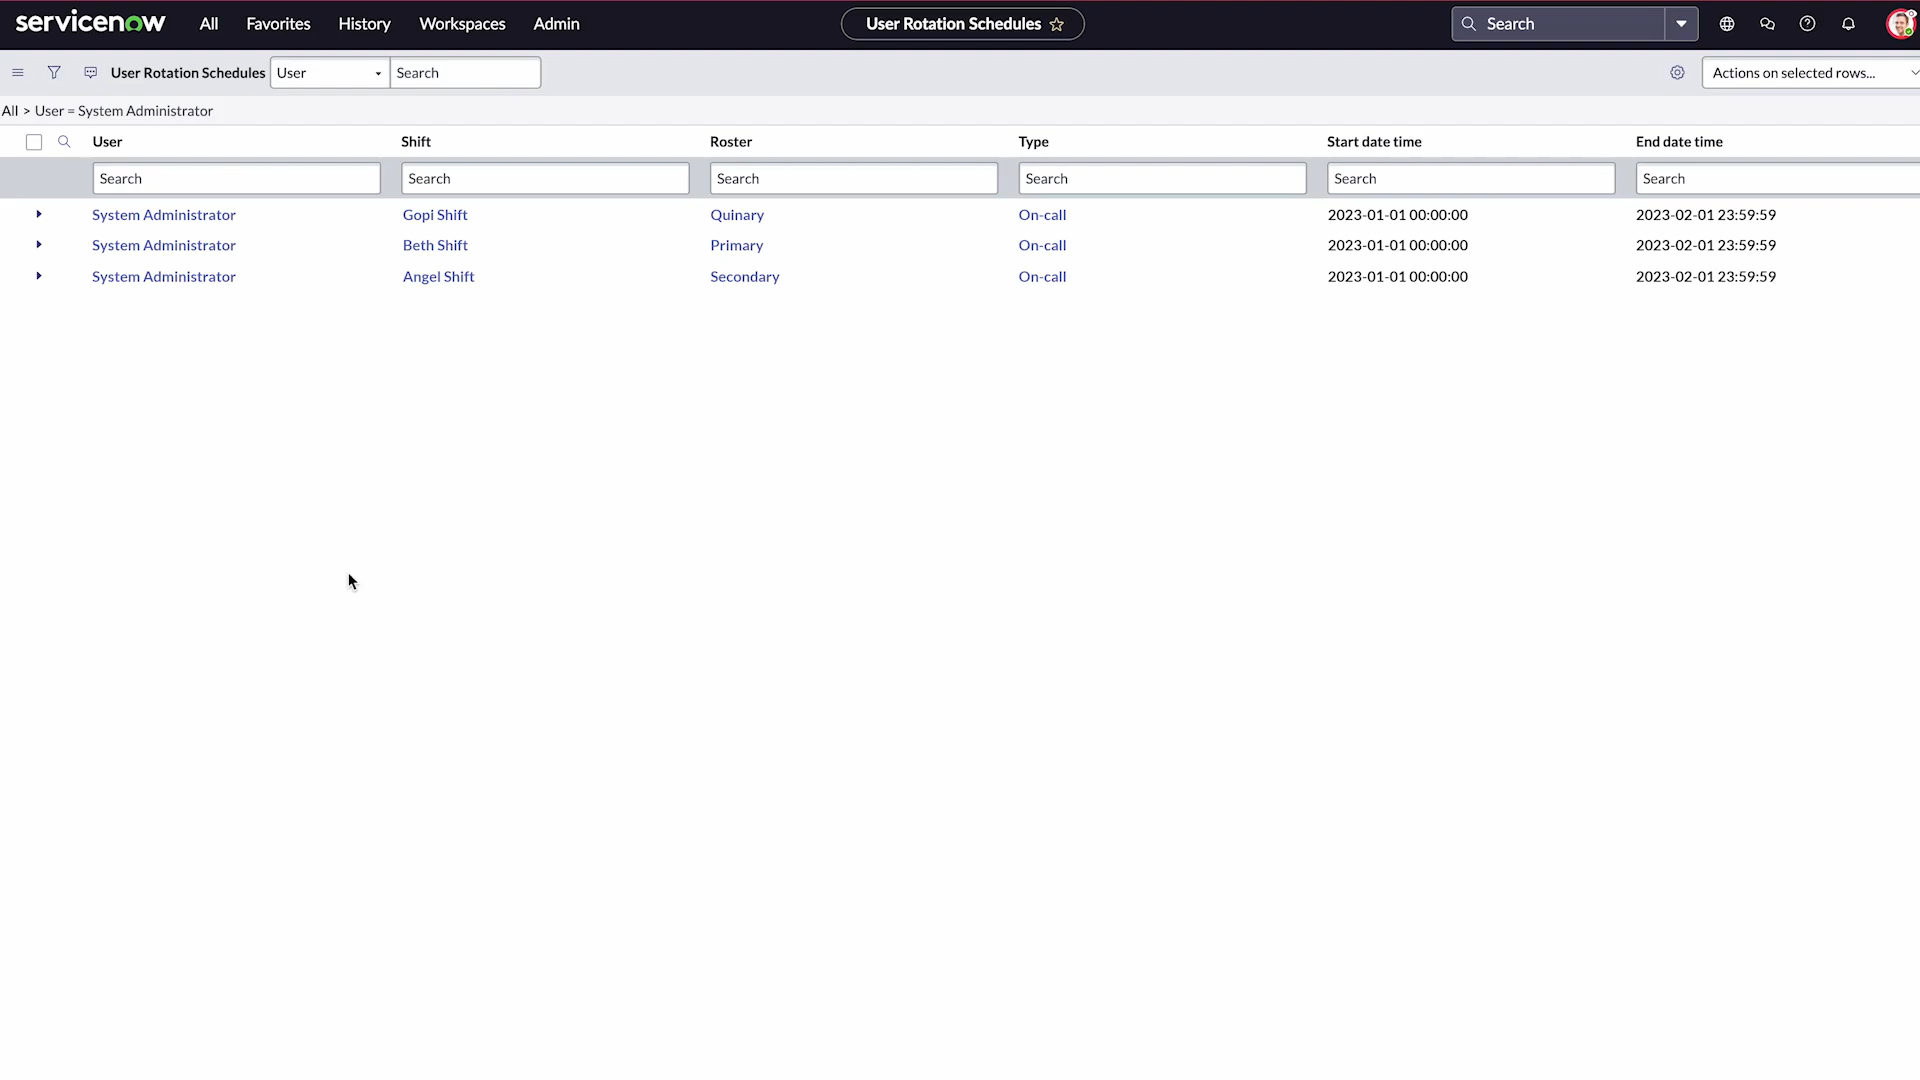 servicenow All Favorites History Workspaces Admin User Rotation Schedules Search
User Rotation Schedules User Search Actions on selected rows...
All > User = System Administrator
User Shift Roster Type Start date time End date time
Search Search Search Search Search Search
System Administrator Gopi Shift Quinary On-call 2023-01-01 00:00:00 2023-02-01 23:59:59
System Administrator Beth Shift Primary On-call 2023-01-01 00:00:00 2023-02-01 23:59:59
System Administrator Angel Shift Secondary On-call 2023-01-01 00:00:00 2023-02-01 23:59:59